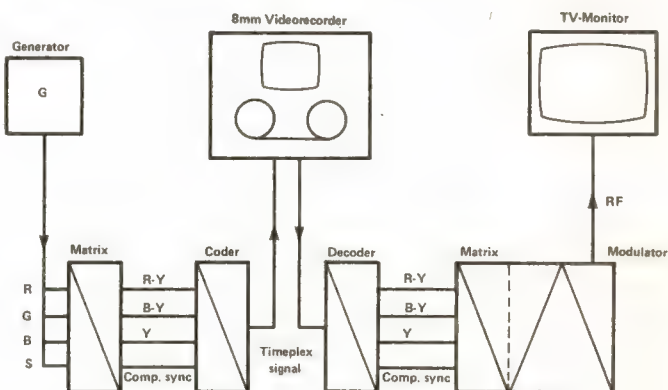 8mm Videorecorder
TV-Monitor
Generator
G
RF
Matrix
Coder
Decoder
Matrix
Modulator
R
R-Y
R-Y
G
B-Y
B-Y
B
Y
Y
S
Timeplex
signal
Comp. sync
Comp. sync